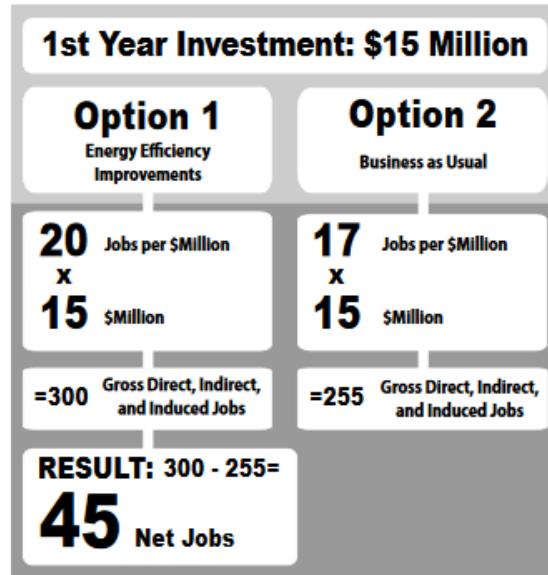 1st Year Investment: $15 Million
Option 1
Energy Efficiency
Improvements
Option 2
Business as Usual
20 Jobs per $Million
x
15 $Million
17 Jobs per $Million
x
15 $Million
=300 Gross Direct, Indirect,
and Induced Jobs
=255 Gross Direct, Indirect,
and Induced Jobs
RESULT: 300 - 255=
45 Net Jobs